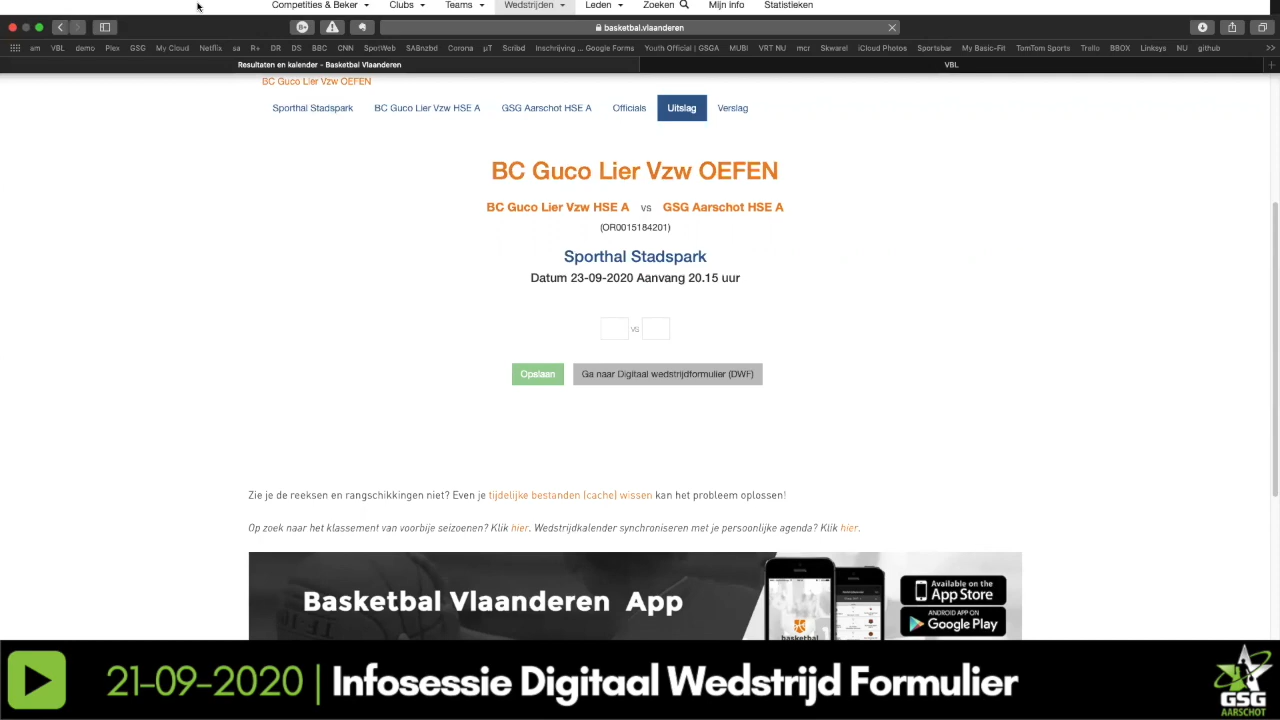 Competities & Beker Clubs Teams Wedstrijden Leden Zoeken Mijn info Statistieken
basketbal.vlaanderen
am VBL demo Plex GSG My Cloud Netflix sa R+ DR DS BBC CNN SpotWeb SABnzbd Corona µT Scribd Inschrijving ... Google Forms Youth Official | GSGA MUBI VRT NU mcr Skwarel iCloud Photos Sportsbar My Basic-Fit TomTom Sports Trello BBOX Linksys NU github >>
Resultaten en kalender - Basketbal Vlaanderen VBL
BC Guco Lier Vzw OEFEN
Sporthal Stadspark BC Guco Lier Vzw HSE A GSG Aarschot HSE A Officials Uitslag Verslag
BC Guco Lier Vzw OEFEN
BC Guco Lier Vzw HSE A vs GSG Aarschot HSE A
(OR0015184201)
Sporthal Stadspark
Datum 23-09-2020 Aanvang 20.15 uur
vs
Opslaan Ga naar Digitaal wedstrijdformulier (DWF)
Zie je de reeksen en rangschikkingen niet? Even je tijdelijke bestanden (cache) wissen kan het probleem oplossen!
Op zoek naar het klassement van voorbije seizoenen? Klik hier. Wedstrijdkalender synchroniseren met je persoonlijke agenda? Klik hier.
Basketbal Vlaanderen App
Available on the
App Store
ANDROID APP ON
Google Play
basketbal
21-09-2020 | Infosessie Digitaal Wedstrijd Formulier
GSG
AARSCHOT